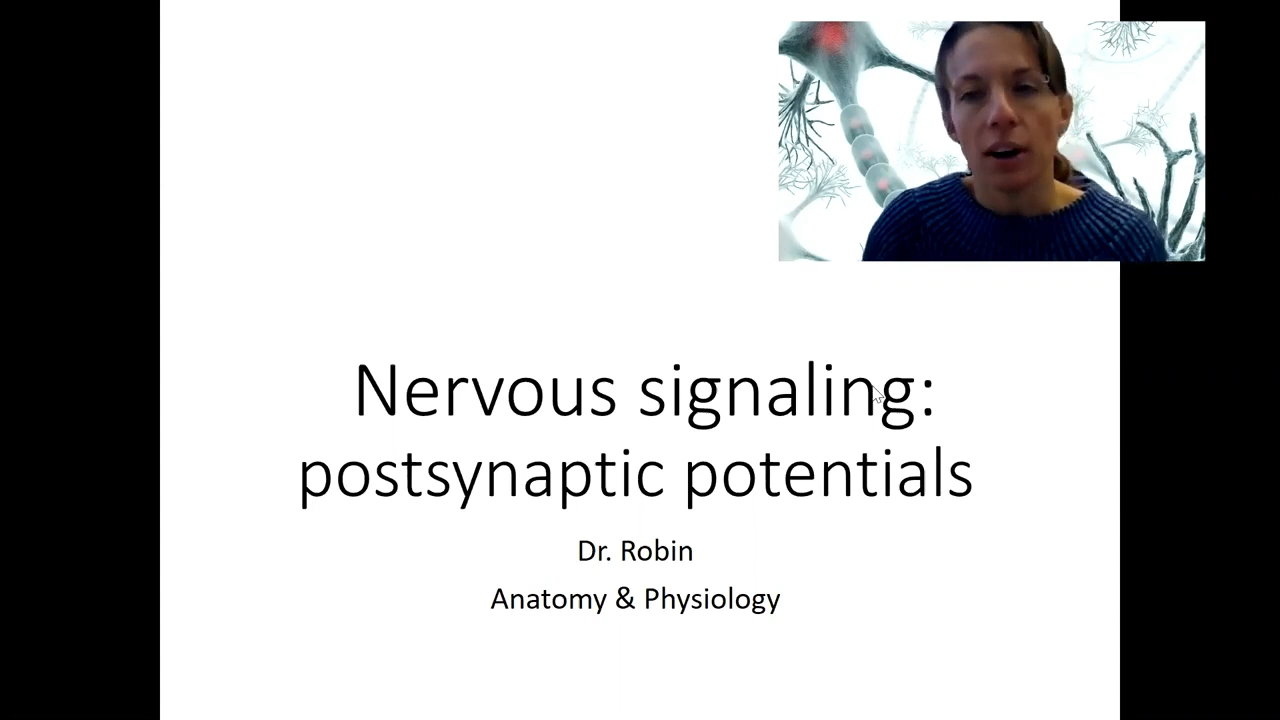 Nervous signaling:
postsynaptic potentials
Dr. Robin
Anatomy & Physiology